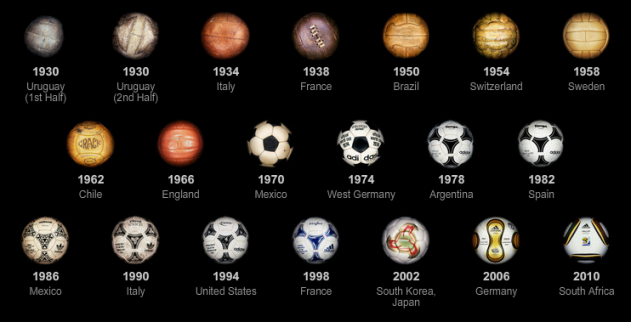 1930 1930 1934 1938 1950 1954 1958
Uruguay Uruguay Italy France Brazil Switzerland Sweden
(1st Half) (2nd Half)
CRACK
1962 1966 1970 1974 1978 1982
Chile England Mexico West Germany Argentina Spain
1986 1990 1994 1998 2002 2006 2010
Mexico Italy United States France South Korea, Germany South Africa
Japan